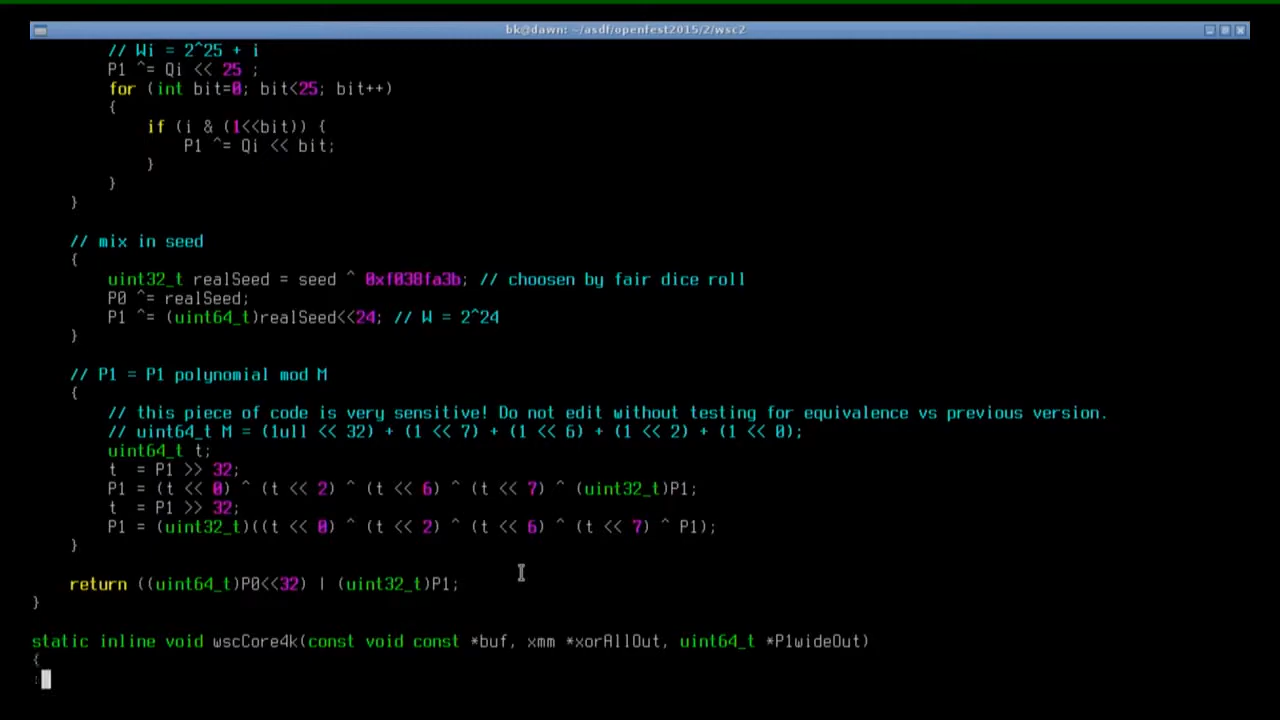 bk@dawn: ~/asdf/openfest2015/2/wsc2
// Wi = 2^25 + i
P1 ^= Qi << 25 ;
for (int bit=0; bit<25; bit++)
{
if (i & (1<<bit)) {
P1 ^= Qi << bit;
}
}
}
// mix in seed
{
uint32_t realSeed = seed ^ 0xf038fa3b; // choosen by fair dice roll
P0 ^= realSeed;
P1 ^= (uint64_t)realSeed<<24; // W = 2^24
}
// P1 = P1 polynomial mod M
{
// this piece of code is very sensitive! Do not edit without testing for equivalence vs previous version.
// uint64_t M = (1ull << 32) + (1 << 7) + (1 << 6) + (1 << 2) + (1 << 0);
uint64_t t;
t  = P1 >> 32;
P1 = (t << 0) ^ (t << 2) ^ (t << 6) ^ (t << 7) ^ (uint32_t)P1;
t  = P1 >> 32;
P1 = (uint32_t)((t << 0) ^ (t << 2) ^ (t << 6) ^ (t << 7) ^ P1);
}
return ((uint64_t)P0<<32) | (uint32_t)P1;
}
static inline void wscCore4k(const void const *buf, xmm *xorAllOut, uint64_t *P1wideOut)
{
: